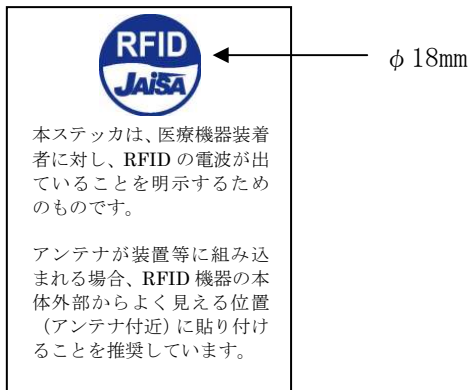 RFID
JAISA
φ18mm
本ステッカは、医療機器装着
者に対し、RFID の電波が出
ていることを明示するため
のものです。
アンテナが装置等に組み込
まれる場合、RFID 機器の本
体外部からよく見える位置
（アンテナ付近）に貼り付け
ることを推奨しています。